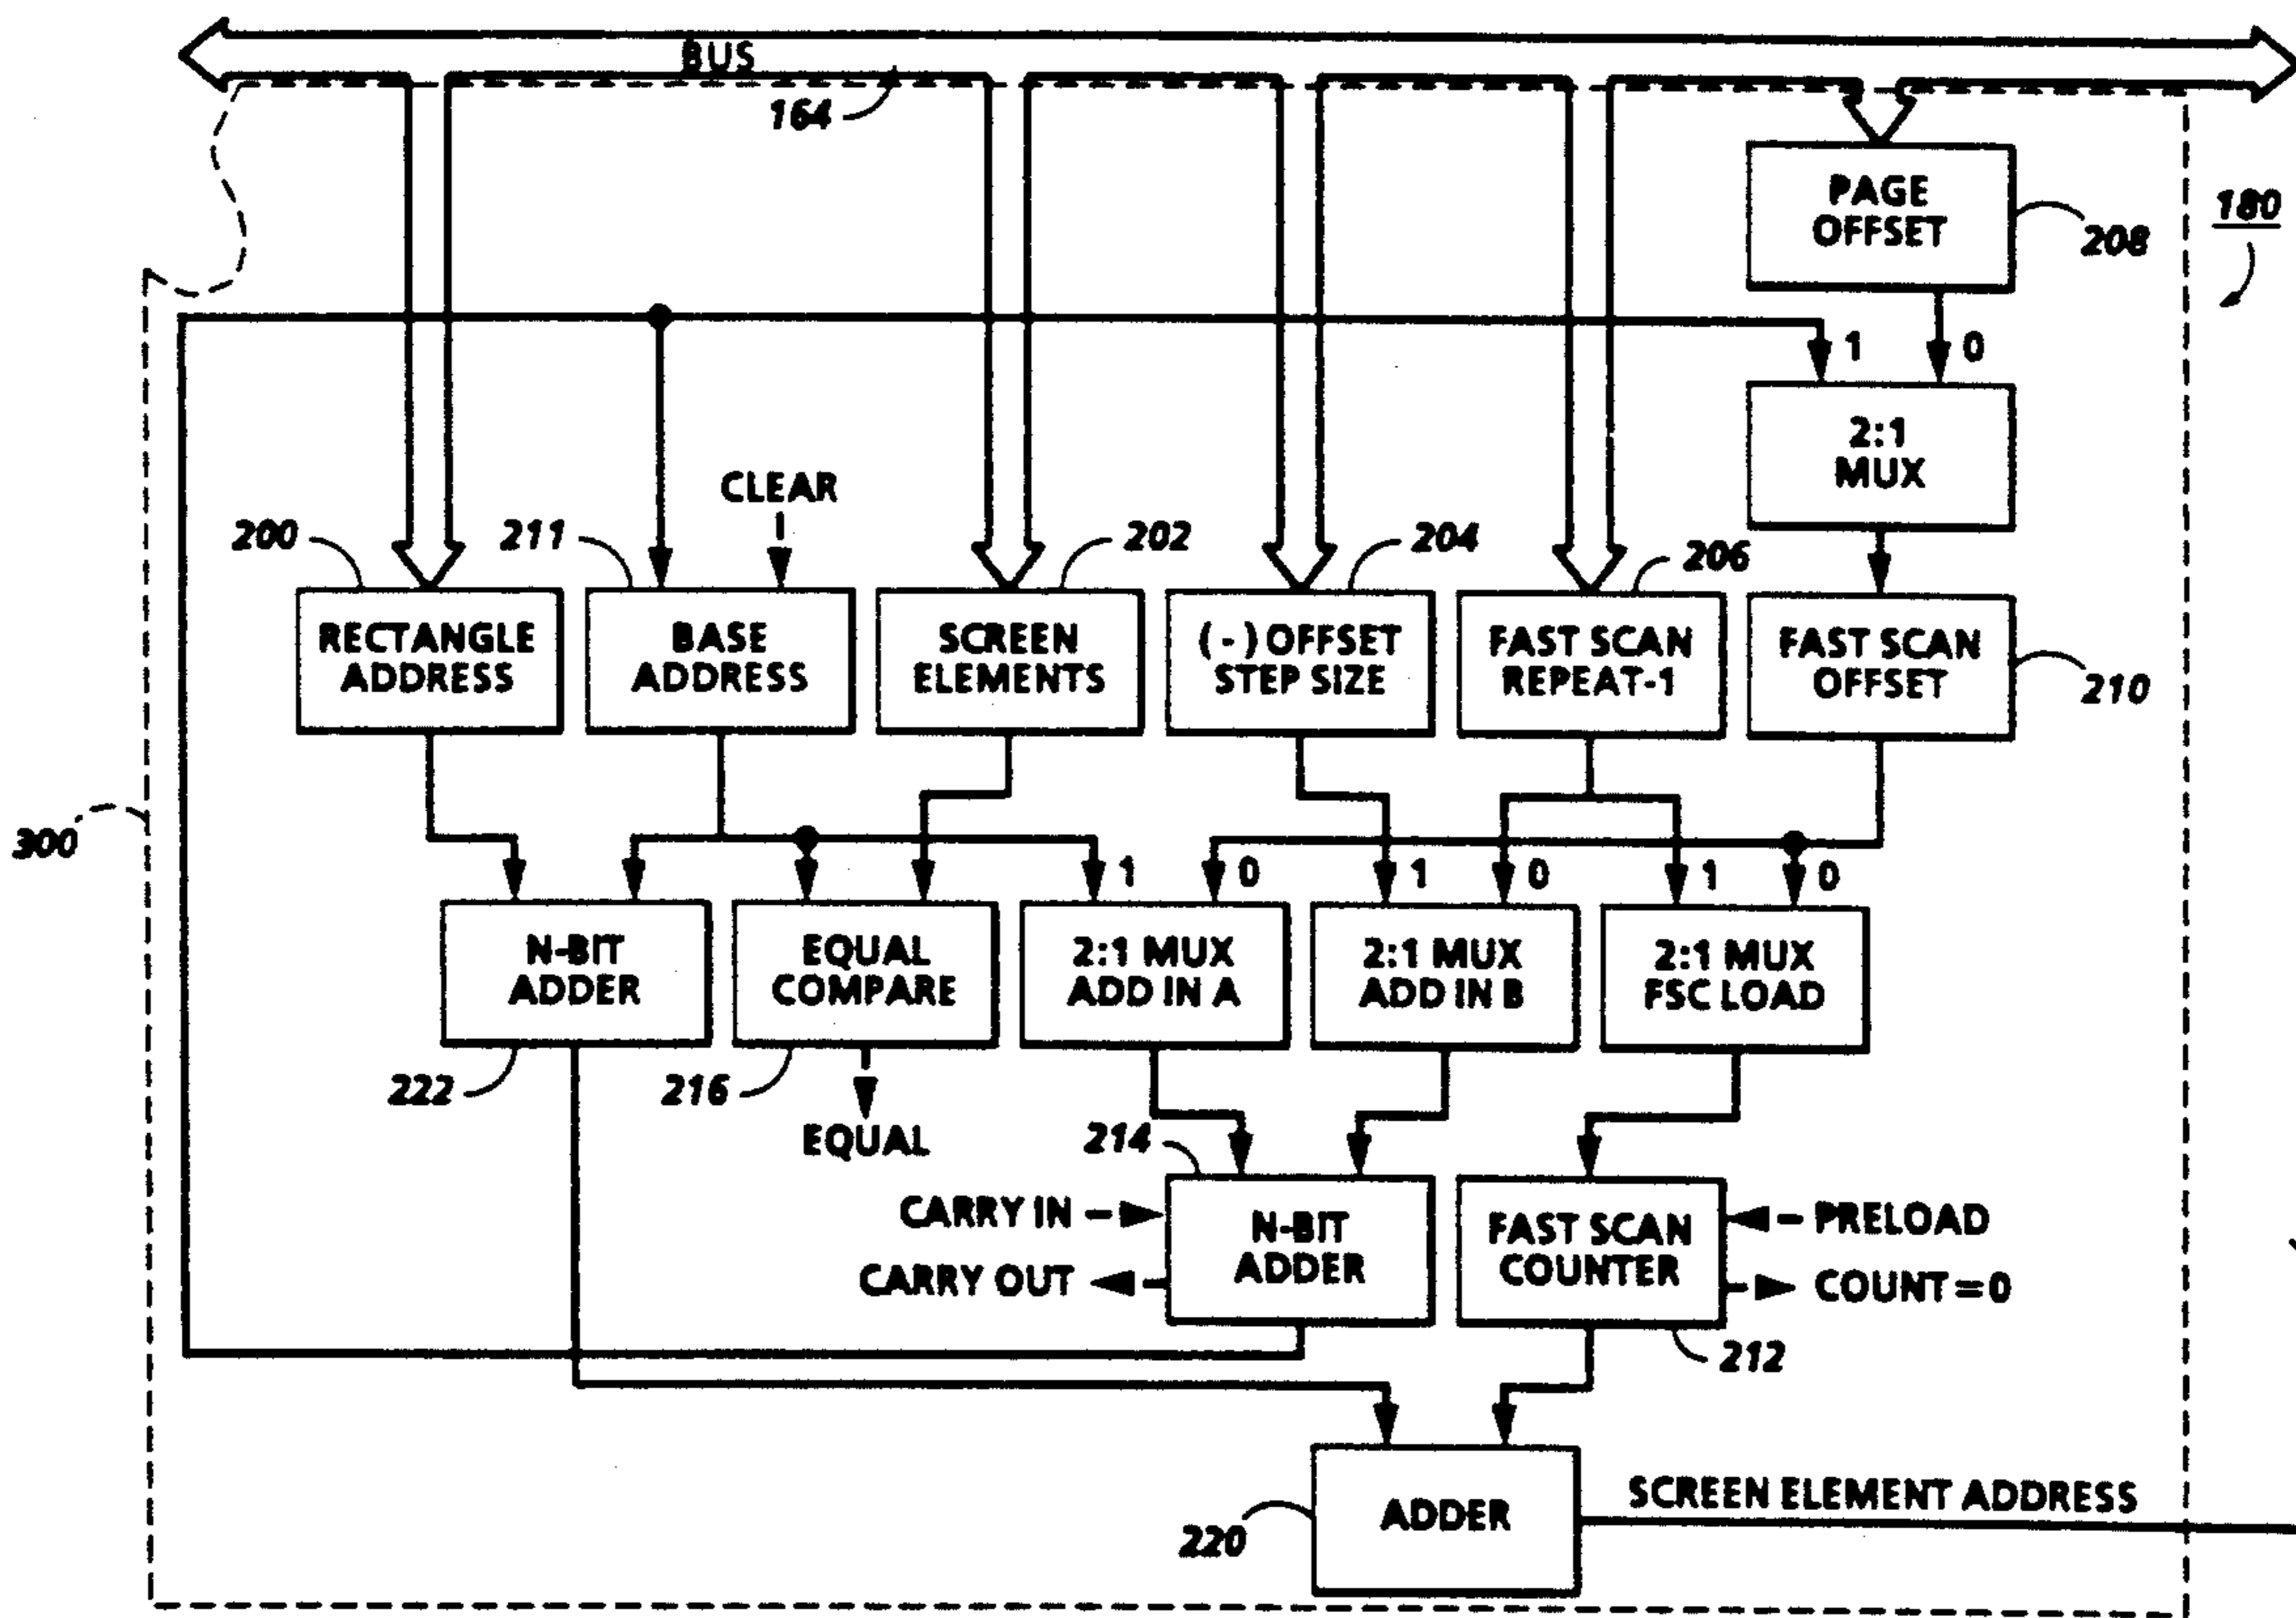 BUS
164
PAGE
OFFSET
208
180
1
0
2:1
MUX
CLEAR
200
211
202
204
206
RECTANGLE
ADDRESS
BASE
ADDRESS
SCREEN
ELEMENTS
(-) OFFSET
STEP SIZE
FAST SCAN
REPEAT-1
FAST SCAN
OFFSET
210
300
1
0
1
0
1
0
N-BIT
ADDER
EQUAL
COMPARE
2:1 MUX
ADD IN A
2:1 MUX
ADD IN B
2:1 MUX
FSC LOAD
222
216
EQUAL
214
CARRY IN
CARRY OUT
N-BIT
ADDER
FAST SCAN
COUNTER
PRELOAD
COUNT=0
212
ADDER
220
SCREEN ELEMENT ADDRESS